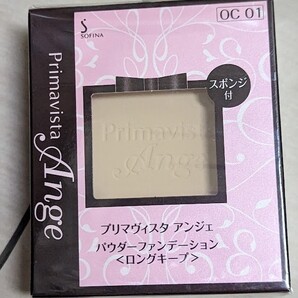 SOFINA
OC 01
Primavista
Ange
スポンジ
付
Primavista
Ange
プリマヴィスタ アンジェ
パウダーファンデーション
<ロングキープ>